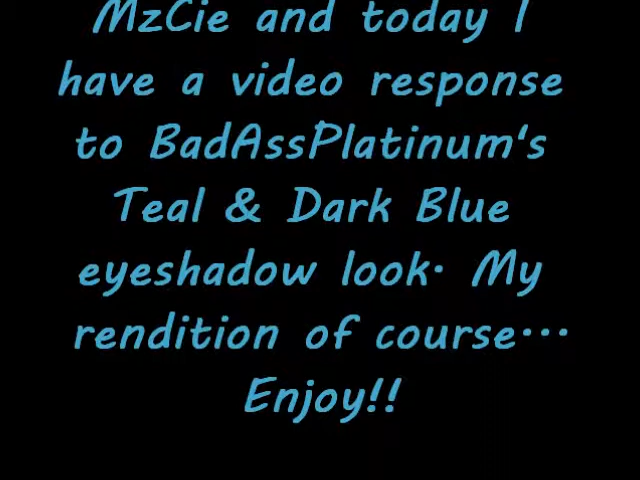 MzCie and today I
have a video response
to BadAssPlatinum's
Teal & Dark Blue
eyeshadow look. My
rendition of course...
Enjoy!!